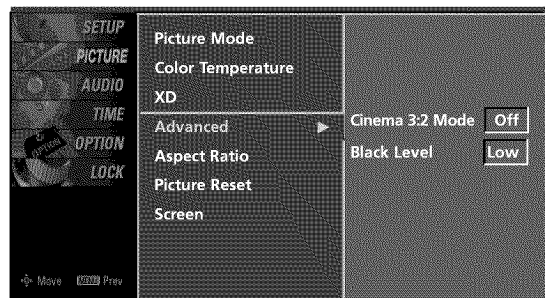 SETUP
PICTURE
AUDIO
TIME
OPTION
LOCK
Move MENU Prev
Picture Mode
Color Temperature
XD
Advanced ▶
Aspect Ratio
Picture Reset
Screen
Cinema 3:2 Mode Off
Black Level Low